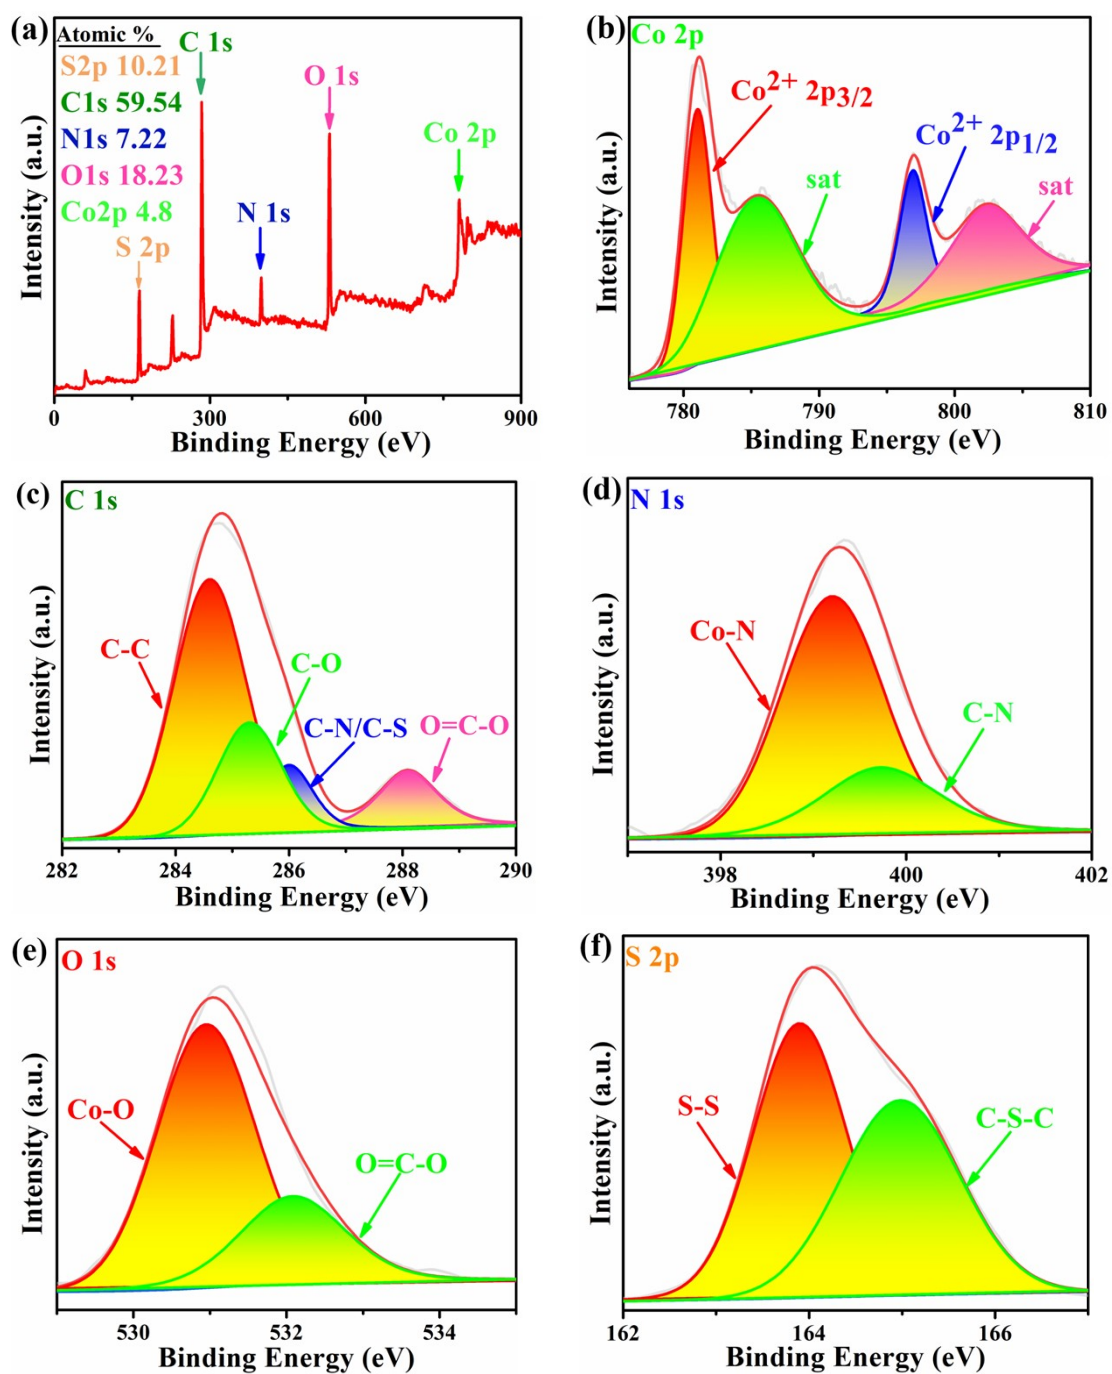 (a)
Atomic %
S2p 10.21
C1s 59.54
N1s 7.22
O1s 18.23
Co2p 4.8
S 2p
C 1s
N 1s
O 1s
Co 2p
Intensity (a.u.)
0 300 600 900
Binding Energy (eV)
(b)
Co 2p
Co2+ 2p3/2
sat
Co2+ 2p1/2
sat
Intensity (a.u.)
780 790 800 810
Binding Energy (eV)
(c)
C 1s
C-C
C-O
C-N/C-S
O=C-O
Intensity (a.u.)
282 284 286 288 290
Binding Energy (eV)
(d)
N 1s
Co-N
C-N
Intensity (a.u.)
398 400 402
Binding Energy (eV)
(e)
O 1s
Co-O
O=C-O
Intensity (a.u.)
530 532 534
Binding Energy (eV)
(f)
S 2p
S-S
C-S-C
Intensity (a.u.)
162 164 166
Binding Energy (eV)